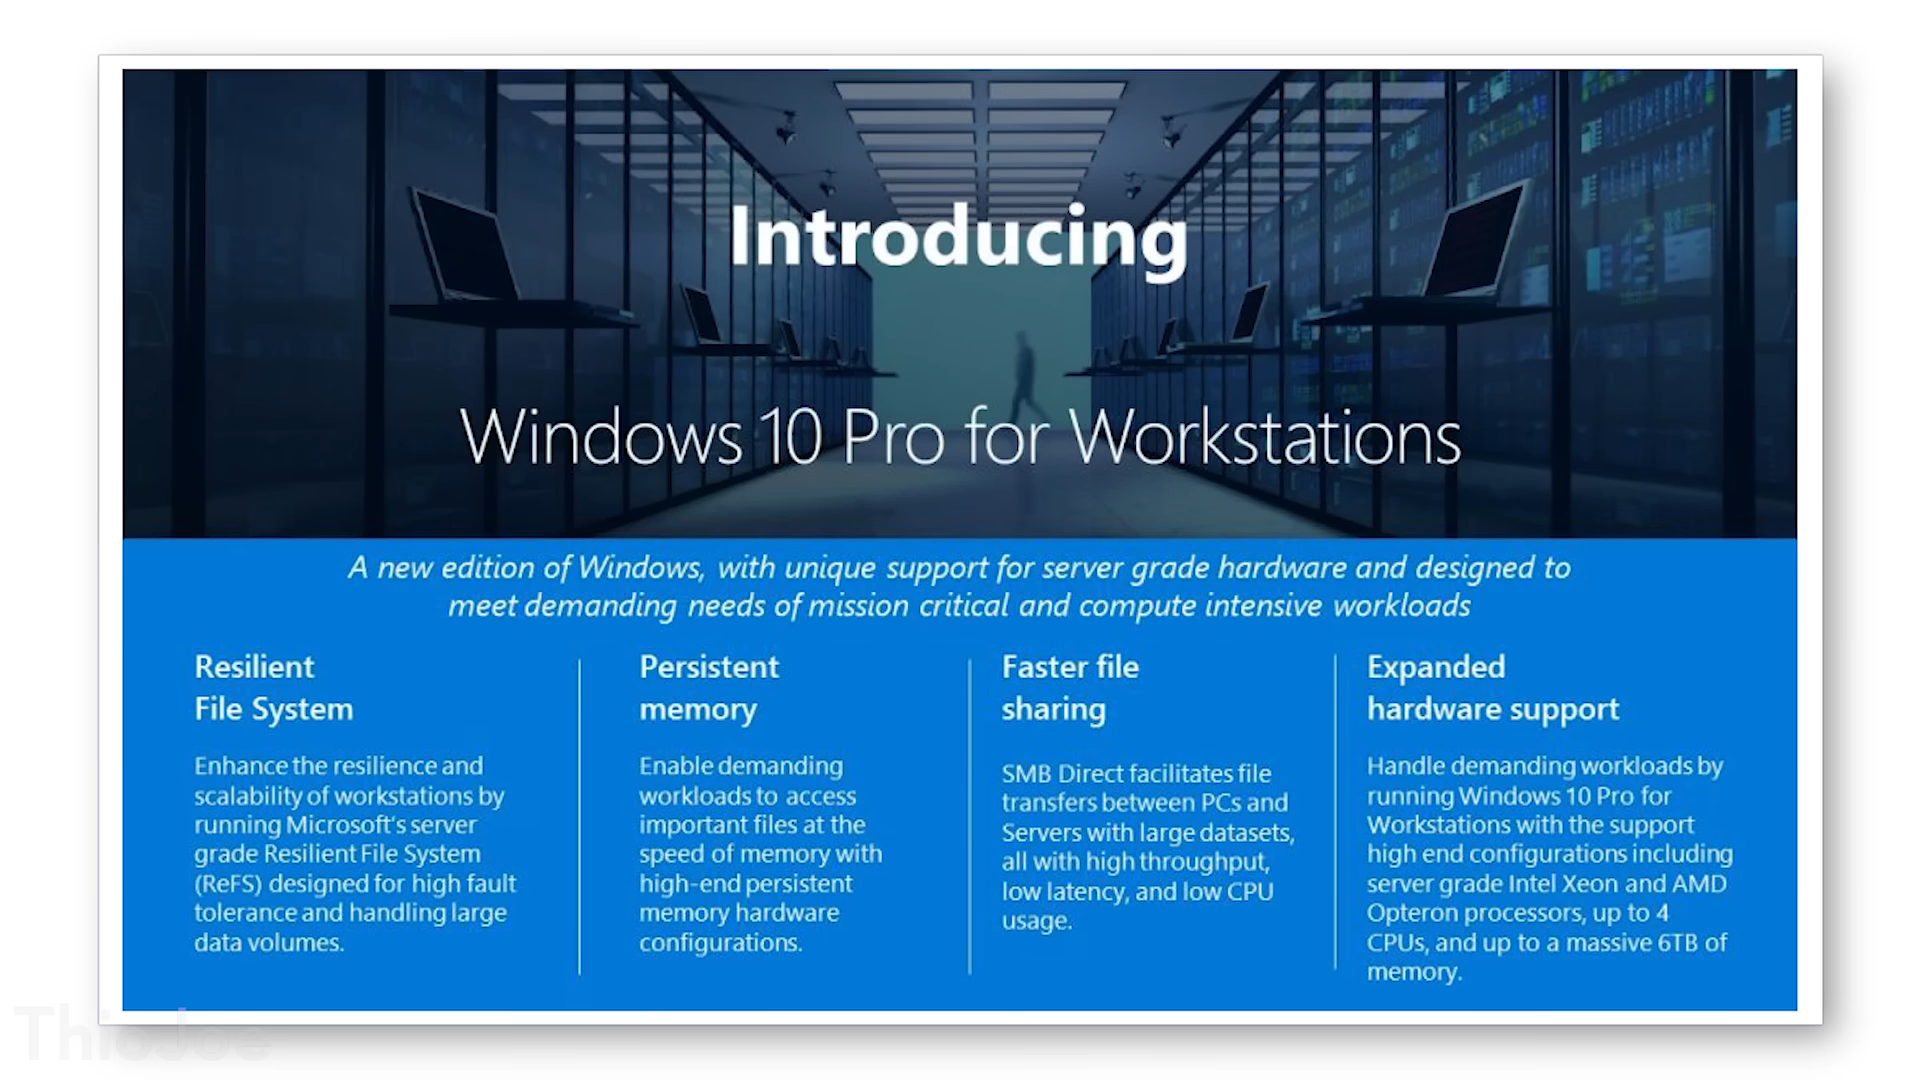 Introducing
Windows 10 Pro for Workstations
A new edition of Windows, with unique support for server grade hardware and designed to
meet demanding needs of mission critical and compute intensive workloads
Resilient
File System
Enhance the resilience and
scalability of workstations by
running Microsoft's server
grade Resilient File System
(ReFS) designed for high fault
tolerance and handling large
data volumes.
Persistent
memory
Enable demanding
workloads to access
important files at the
speed of memory with
high-end persistent
memory hardware
configurations.
Faster file
sharing
SMB Direct facilitates file
transfers between PCs and
Servers with large datasets,
all with high throughput,
low latency, and low CPU
usage.
Expanded
hardware support
Handle demanding workloads by
running Windows 10 Pro for
Workstations with the support
high end configurations including
server grade Intel Xeon and AMD
Opteron processors, up to 4
CPUs, and up to a massive 6TB of
memory.
ThioJoe